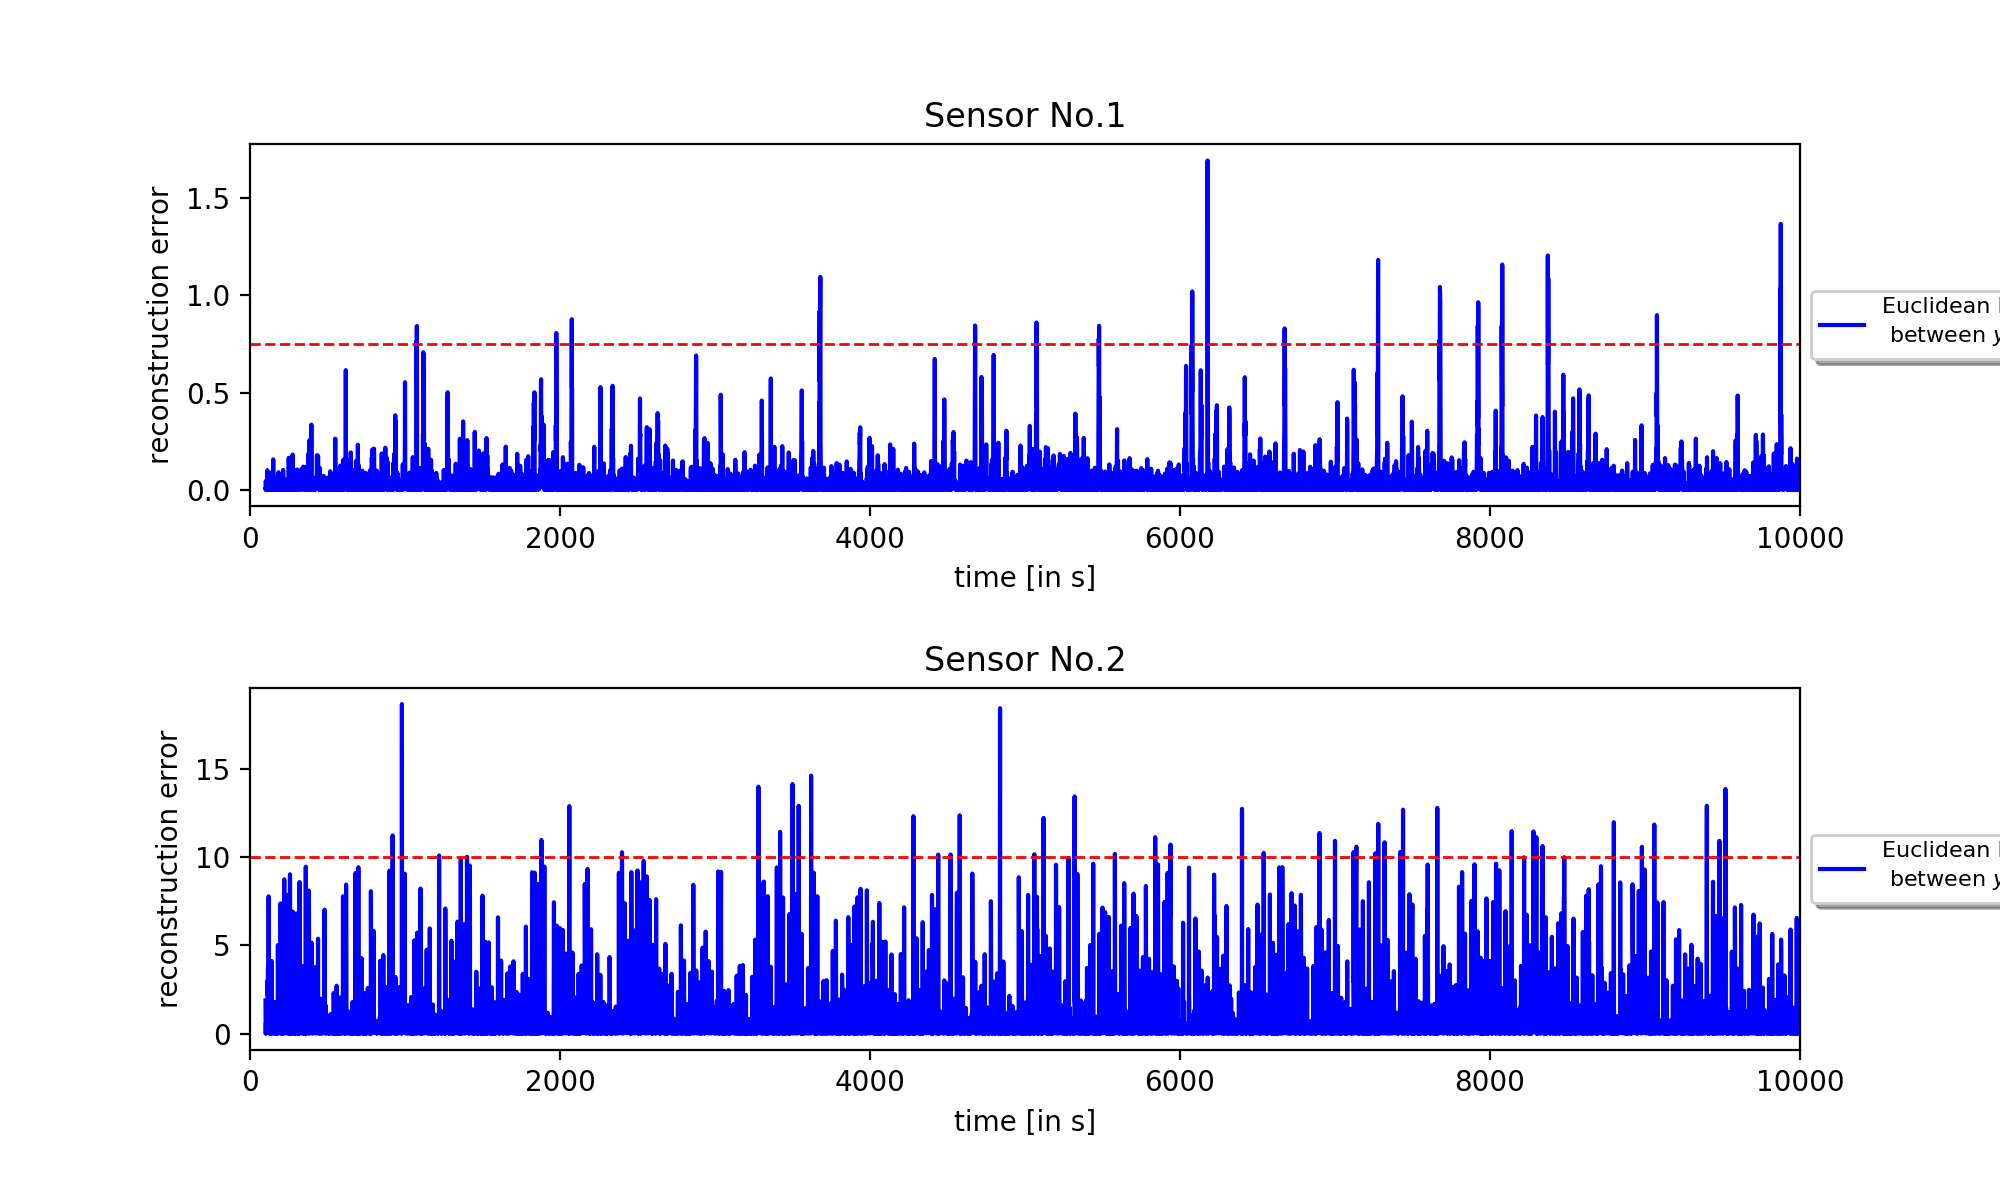 Sensor No.1
reconstruction error
1.5
1.0
0.5
0.0
0
2000
4000
6000
8000
10000
time [in s]
Euclidean
between y
Sensor No.2
reconstruction error
15
10
5
0
0
2000
4000
6000
8000
10000
time [in s]
Euclidean
between y